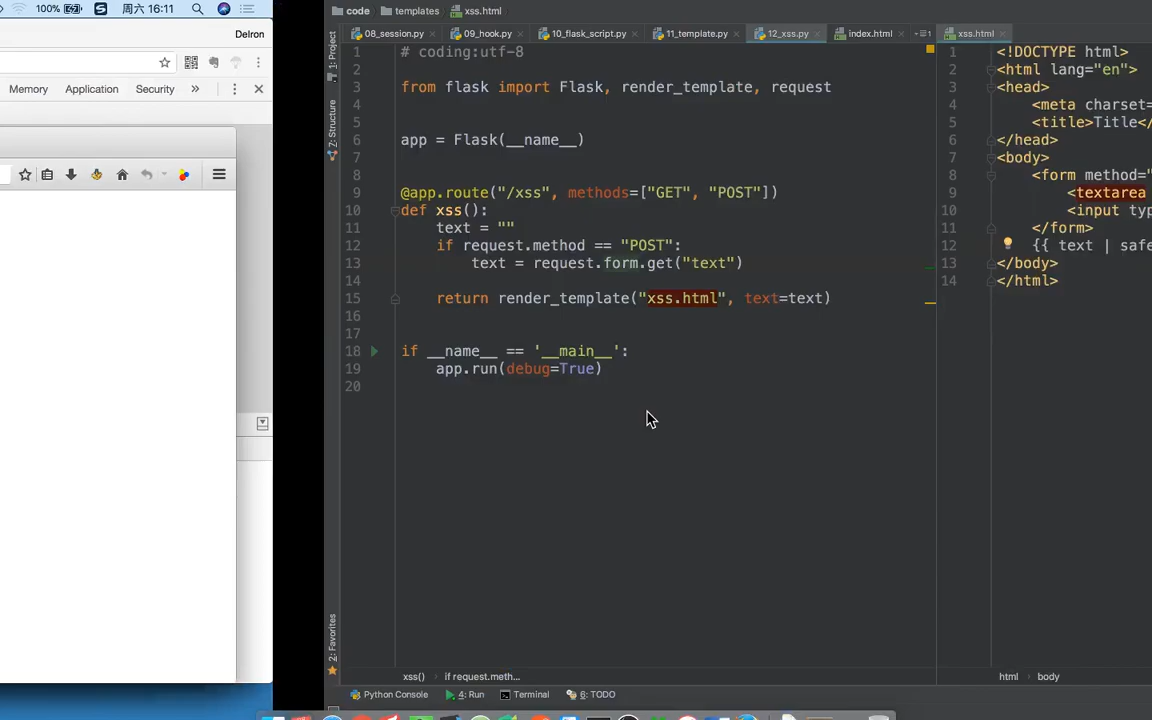 100%
周六 16:11
Delron
Memory Application Security »
code templates xss.html
08_session.py 09_hook.py 10_flask_script.py 11_template.py 12_xss.py index.html xss.html
1: Project
7: Structure
2: Favorites
1 # coding:utf-8
2
3 from flask import Flask, render_template, request
4
5
6 app = Flask(__name__)
7
8
9 @app.route("/xss", methods=["GET", "POST"])
10 def xss():
11 text = ""
12 if request.method == "POST":
13 text = request.form.get("text")
14
15 return render_template("xss.html", text=text)
16
17
18 if __name__ == '__main__':
19 app.run(debug=True)
20
1 <!DOCTYPE html>
2 <html lang="en">
3 <head>
4 <meta charset=
5 <title>Title</
6 </head>
7 <body>
8 <form method="
9 <textarea
10 <input typ
11 </form>
12 {{ text | safe
13 </body>
14 </html>
xss() › if request.meth...
html › body
Python Console 4: Run Terminal 6: TODO